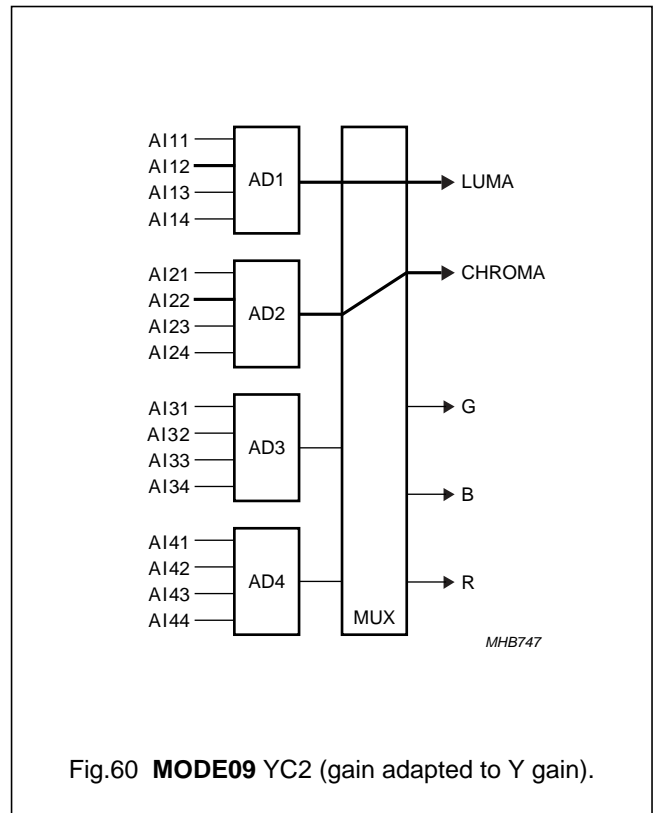 AI11
AI12
AI13
AI14
AD1
LUMA
AI21
AI22
AI23
AI24
AD2
CHROMA
AI31
AI32
AI33
AI34
AD3
G
B
AI41
AI42
AI43
AI44
AD4
R
MUX
MHB747
Fig.60 MODE09 YC2 (gain adapted to Y gain).